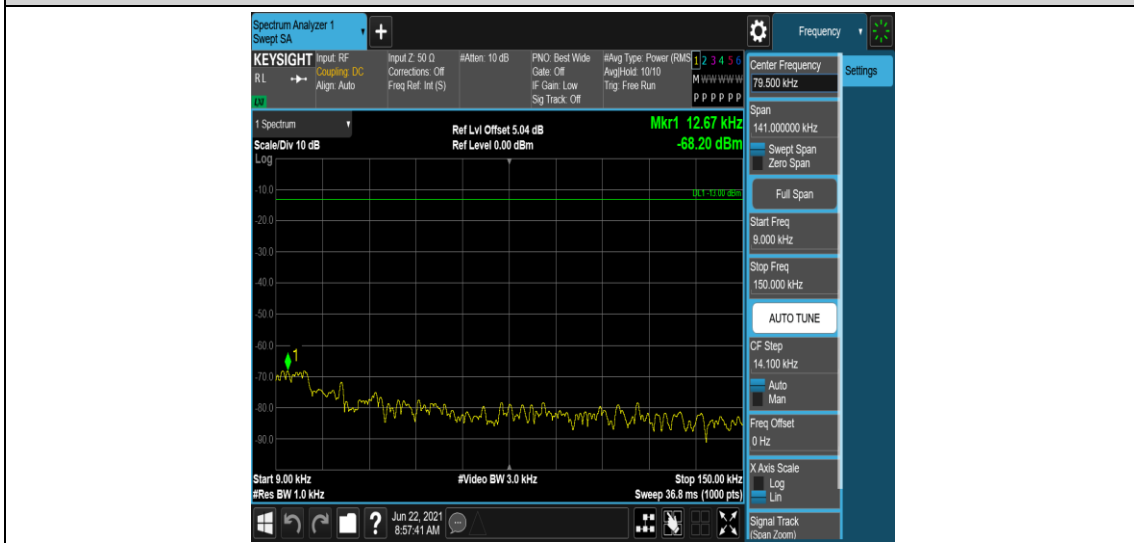 Spectrum Analyzer 1
Swept SA
+
Frequency
KEYSIGHT
RL
LXI
Input: RF
Coupling: DC
Align: Auto
Input Z: 50 Ω
Corrections: Off
Freq Ref: Int (S)
#Atten: 10 dB
PNO: Best Wide
Gate: Off
IF Gain: Low
Sig Track: Off
#Avg Type: Power (RMS
Avg|Hold: 10/10
Trig: Free Run
1 2 3 4 5 6
M W W W W W
P P P P P P
1 Spectrum
Scale/Div 10 dB
Log
Ref Lvl Offset 5.04 dB
Ref Level 0.00 dBm
Mkr1 12.67 kHz
-68.20 dBm
DL1 -13.00 dBm
-10.0
-20.0
-30.0
-40.0
-50.0
-60.0
-70.0
-80.0
-90.0
1
Start 9.00 kHz
#Res BW 1.0 kHz
#Video BW 3.0 kHz
Stop 150.00 kHz
Sweep 36.8 ms (1000 pts)
Center Frequency
79.500 kHz
Settings
Span
141.000000 kHz
Swept Span
Zero Span
Full Span
Start Freq
9.000 kHz
Stop Freq
150.000 kHz
AUTO TUNE
CF Step
14.100 kHz
Auto
Man
Freq Offset
0 Hz
X Axis Scale
Log
Lin
Signal Track
(Span Zoom)
?
Jun 22, 2021
8:57:41 AM